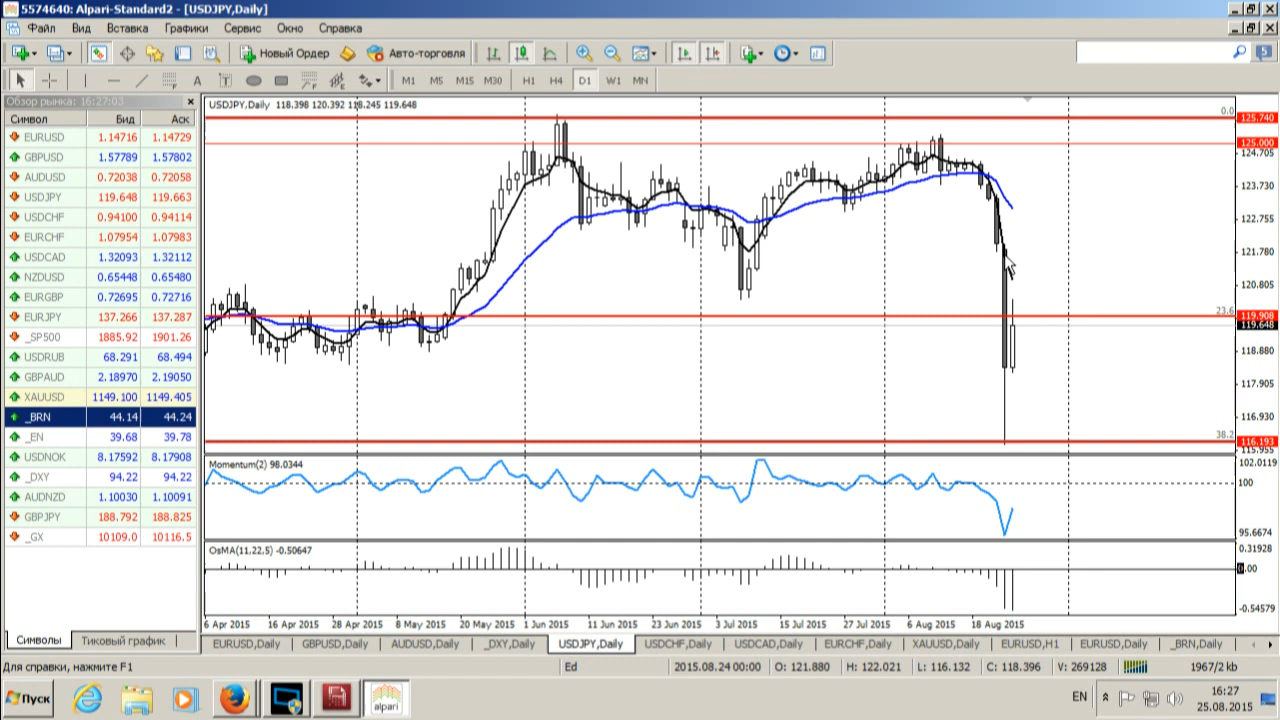 5574640: Alpari-Standard2 - [USDJPY,Daily]
Файл Вид Вставка Графики Сервис Окно Справка
Новый Ордер Авто-торговля 5
A T M1 M5 M15 M30 H1 H4 D1 W1 MN
Обзор рынка: 16:27:03
Символ Бид Аск
EURUSD 1.14716 1.14729
GBPUSD 1.57789 1.57802
AUDUSD 0.72038 0.72058
USDJPY 119.648 119.663
USDCHF 0.94100 0.94114
EURCHF 1.07954 1.07983
USDCAD 1.32093 1.32112
NZDUSD 0.65448 0.65480
EURGBP 0.72695 0.72716
EURJPY 137.266 137.287
_SP500 1885.92 1901.26
USDRUB 68.291 68.494
GBPAUD 2.18970 2.19050
XAUUSD 1149.100 1149.405
_BRN 44.14 44.24
_EN 39.68 39.78
USDNOK 8.17592 8.17908
_DXY 94.22 94.22
AUDNZD 1.10030 1.10091
GBPJPY 188.792 188.825
_GX 10109.0 10116.5
Символы Тиковый график
USDJPY,Daily 118.398 120.392 118.245 119.648
0.0
125.740
125.000
124.705
123.730
122.755
121.780
120.805
23.6
119.908
119.648
118.880
117.905
116.930
38.2
116.193
115.955
Momentum(2) 98.0344
102.0119
100
95.6674
OsMA(11,22,5) -0.50647
0.31928
0.00
-0.54579
6 Apr 2015 16 Apr 2015 28 Apr 2015 8 May 2015 20 May 2015 1 Jun 2015 11 Jun 2015 23 Jun 2015 3 Jul 2015 15 Jul 2015 27 Jul 2015 6 Aug 2015 18 Aug 2015
EURUSD,Daily GBPUSD,Daily AUDUSD,Daily _DXY,Daily USDJPY,Daily USDCHF,Daily USDCAD,Daily EURCHF,Daily XAUUSD,Daily EURUSD,H1 EURUSD,Daily _BRN,Daily
Для справки, нажмите F1 Ed 2015.08.24 00:00 O: 121.880 H: 122.021 L: 116.132 C: 118.396 V: 269128 1967/2 kb
Пуск alpari EN 16:27
25.08.2015